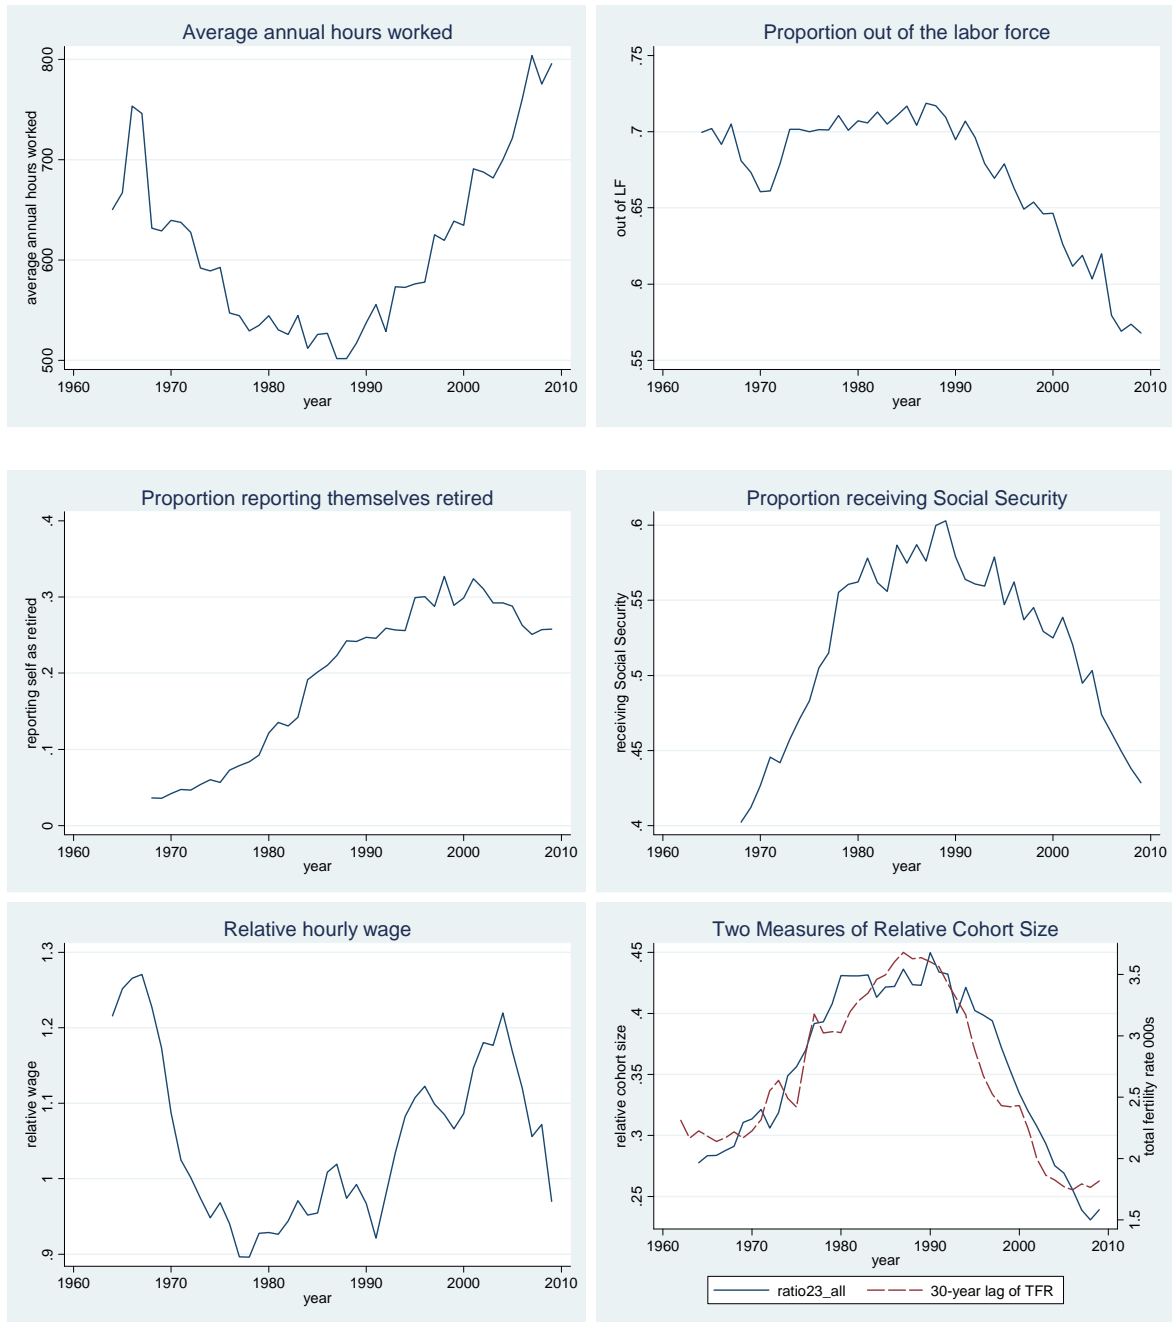 Average annual hours worked
average annual hours worked
800
700
600
500
1960 1970 1980 1990 2000 2010
year
Proportion out of the labor force
out of LF
.75
.7
.65
.6
.55
1960 1970 1980 1990 2000 2010
year
Proportion reporting themselves retired
reporting self as retired
.4
.3
.2
.1
0
1960 1970 1980 1990 2000 2010
year
Proportion receiving Social Security
receiving Social Security
.6
.55
.5
.45
.4
1960 1970 1980 1990 2000 2010
year
Relative hourly wage
relative wage
1.3
1.2
1.1
1
.9
1960 1970 1980 1990 2000 2010
year
Two Measures of Relative Cohort Size
relative cohort size
.45
.4
.35
.3
.25
3.5
3
2.5
2
1.5
total fertility rate 000s
1960 1970 1980 1990 2000 2010
year
ratio23_all 30-year lag of TFR